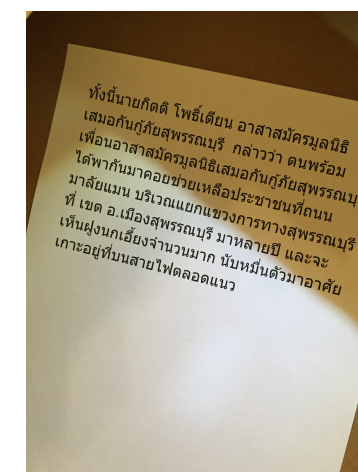 ทั้งนี้นายกิตติ โพธิ์เตียน อาสาสมัครมูลนิธิ
เสมอกันกู้ภัยสุพรรณบุรี กล่าวว่า ตนพร้อม
เพื่อนอาสาสมัครมูลนิธิเสมอกันกู้ภัยสุพรรณบุ
ได้พากันมาคอยช่วยเหลือประชาชนที่ถนน
มาลัยแมน บริเวณแยกแขวงการทางสุพรรณบุรี
ที่ เขต อ.เมืองสุพรรณบุรี มาหลายปี และจะ
เห็นฝูงนกเอี้ยงจำนวนมาก นับหมื่นตัวมาอาศัย
เกาะอยู่ที่บนสายไฟตลอดแนว